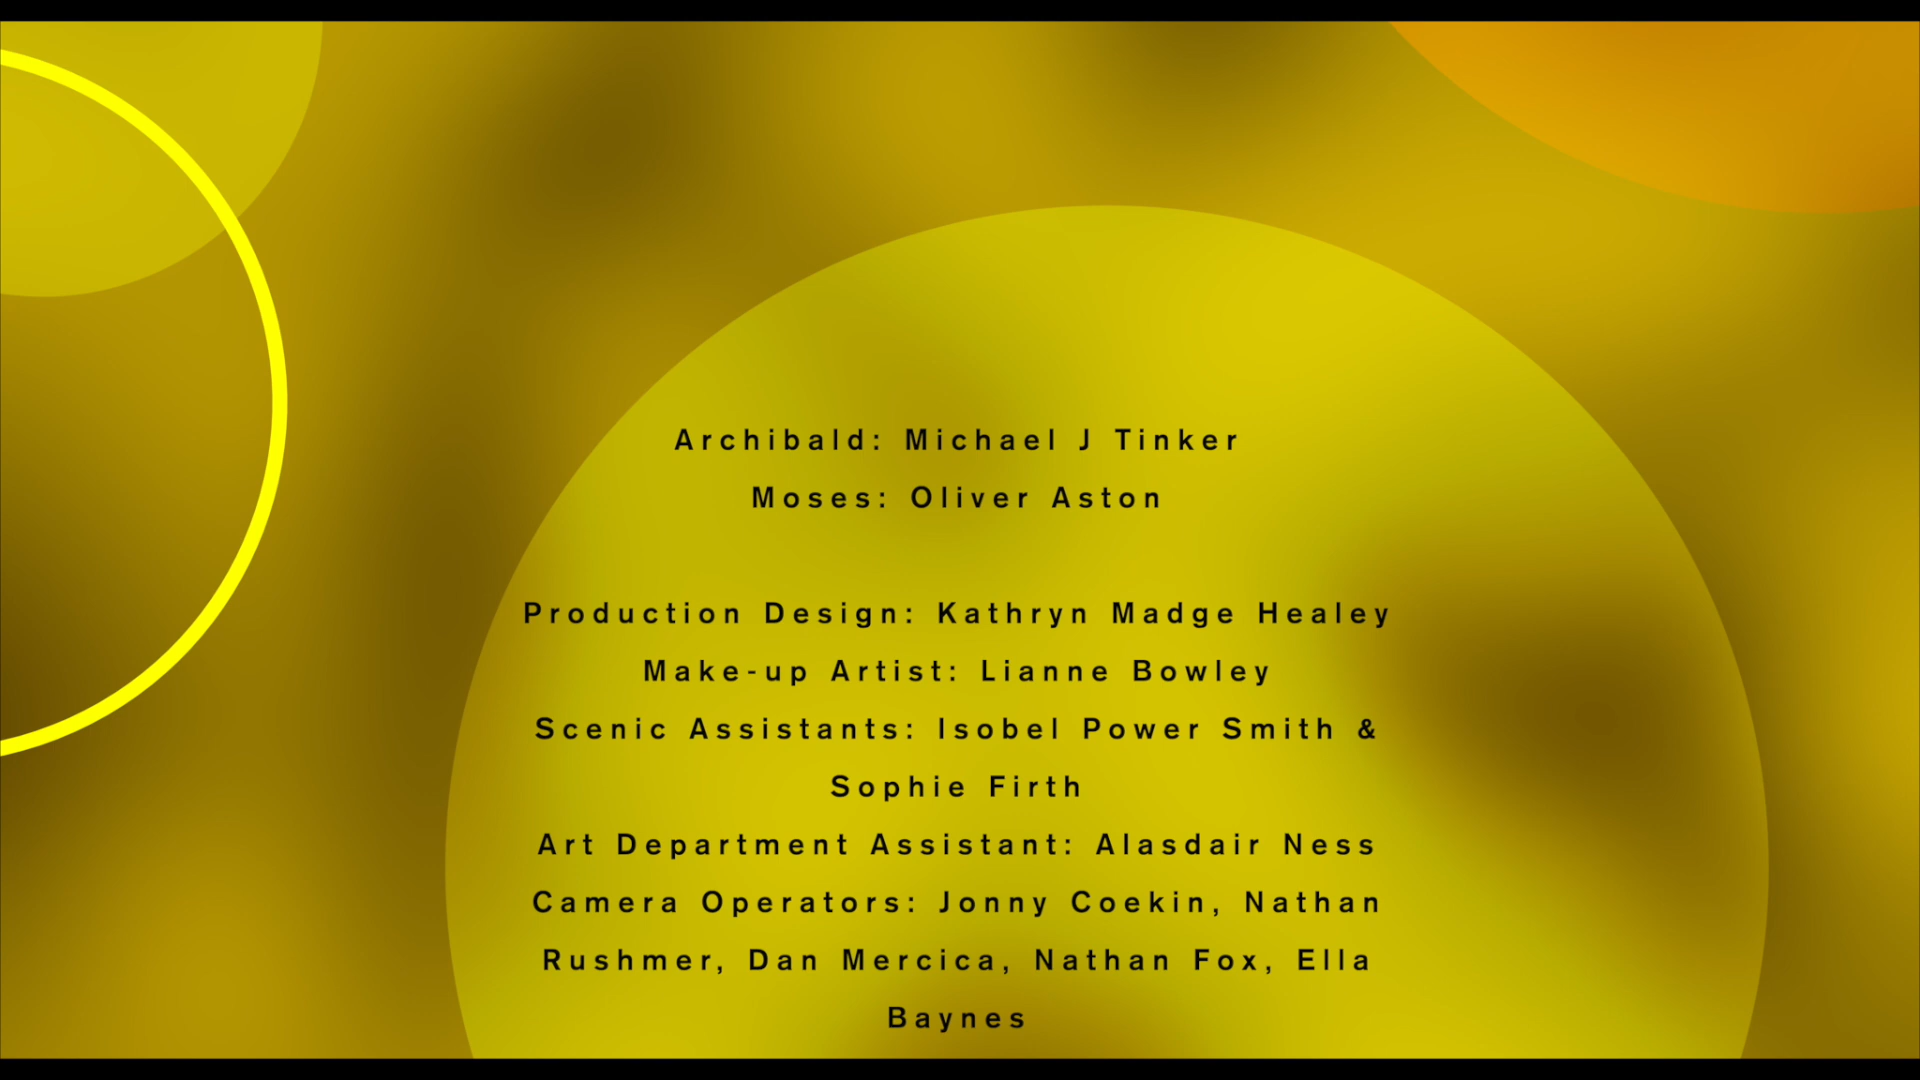 Archibald: Michael J Tinker
Moses: Oliver Aston
Production Design: Kathryn Madge Healey
Make-up Artist: Lianne Bowley
Scenic Assistants: Isobel Power Smith &
Sophie Firth
Art Department Assistant: Alasdair Ness
Camera Operators: Jonny Coekin, Nathan
Rushmer, Dan Mercica, Nathan Fox, Ella
Baynes